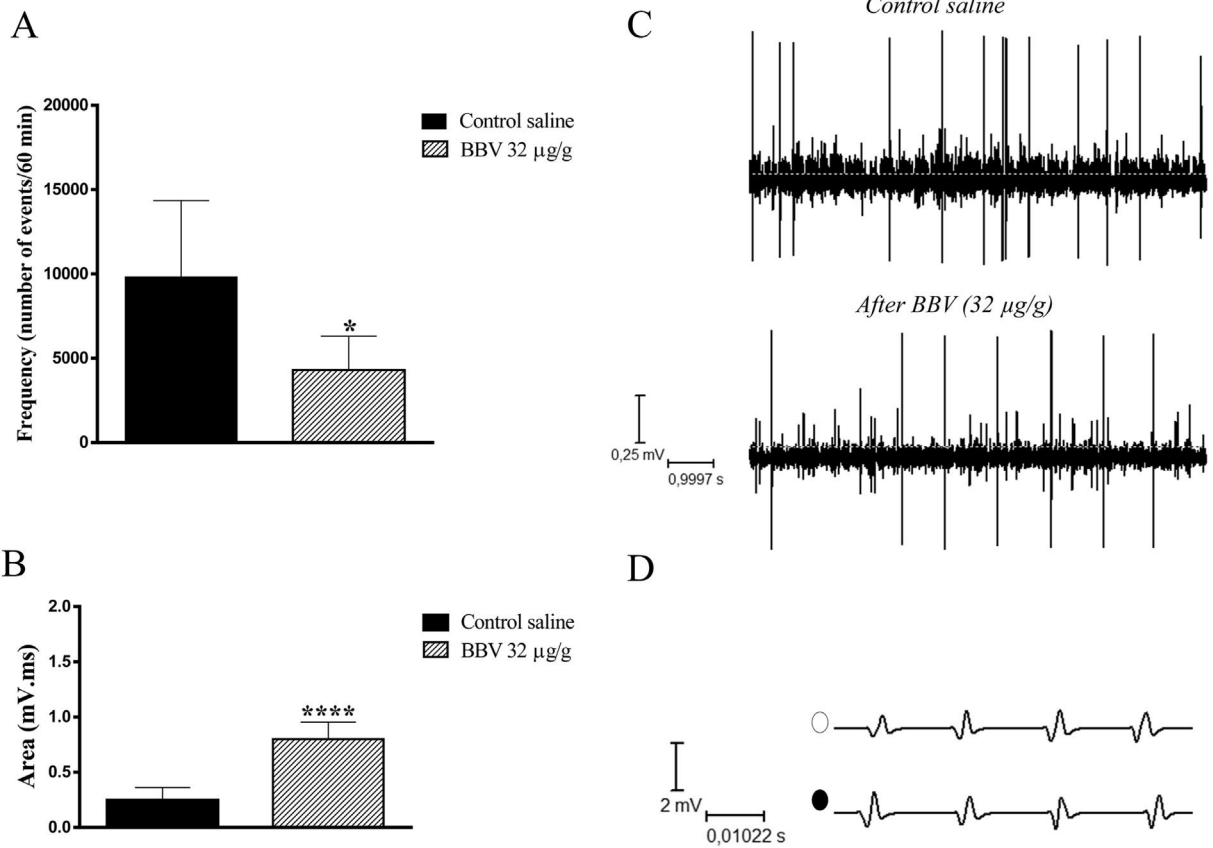 A
Frequency (number of events/60 min)
20000
15000
10000
5000
0
Control saline
BBV 32 µg/g
*
B
Area (mV.ms)
2.0
1.5
1.0
0.5
0.0
Control saline
BBV 32 µg/g
****
C
Control saline
After BBV (32 µg/g)
0,25 mV
0,9997 s
D
2 mV
0,01022 s